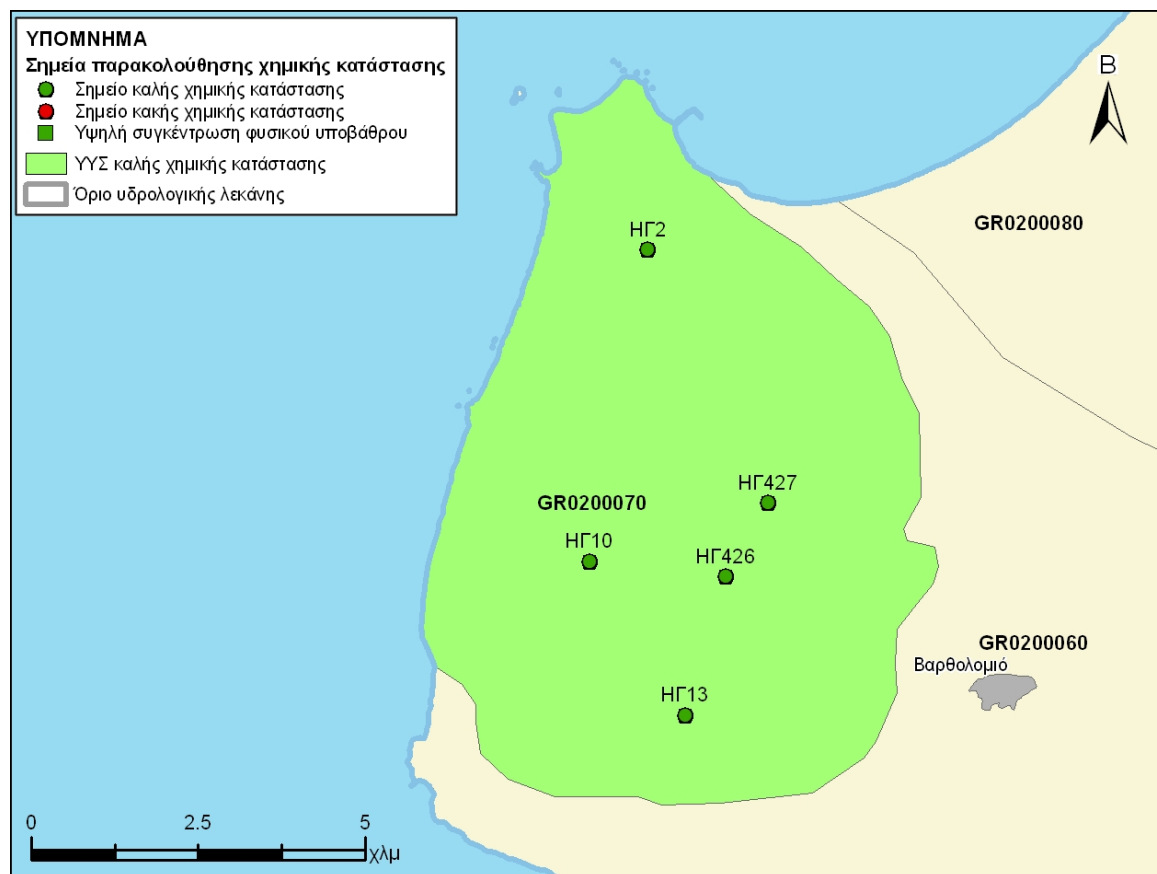 ΥΠΟΜΝΗΜΑ
Σημεία παρακολούθησης χημικής κατάστασης
Σημείο καλής χημικής κατάστασης
Σημείο κακής χημικής κατάστασης
Υψηλή συγκέντρωση φυσικού υποβάθρου
ΥΥΣ καλής χημικής κατάστασης
Όριο υδρολογικής λεκάνης
Β
GR0200080
ΗΓ2
ΗΓ427
GR0200070
ΗΓ10
ΗΓ426
GR0200060
Βαρθολομιό
ΗΓ13
0 2.5 5
χλμ